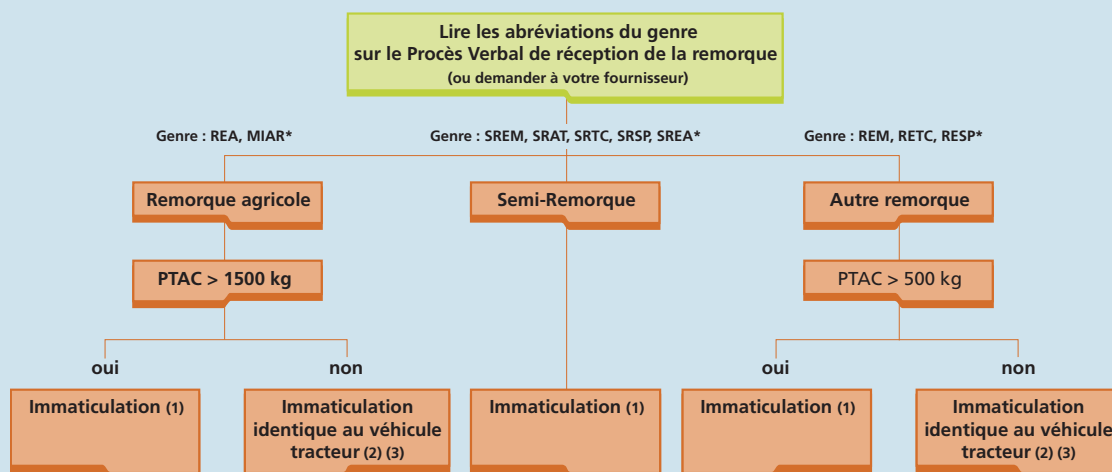 Lire les abréviations du genre
sur le Procès Verbal de réception de la remorque
(ou demander à votre fournisseur)
Genre : REA, MIAR*
Genre : SREM, SRAT, SRTC, SRSP, SREA*
Genre : REM, RETC, RESP*
Remorque agricole
Semi-Remorque
Autre remorque
PTAC > 1500 kg
PTAC > 500 kg
oui
non
oui
non
Immaticulation (1)
Immaticulation
identique au véhicule
tracteur (2) (3)
Immaticulation (1)
Immaticulation (1)
Immaticulation
identique au véhicule
tracteur (2) (3)